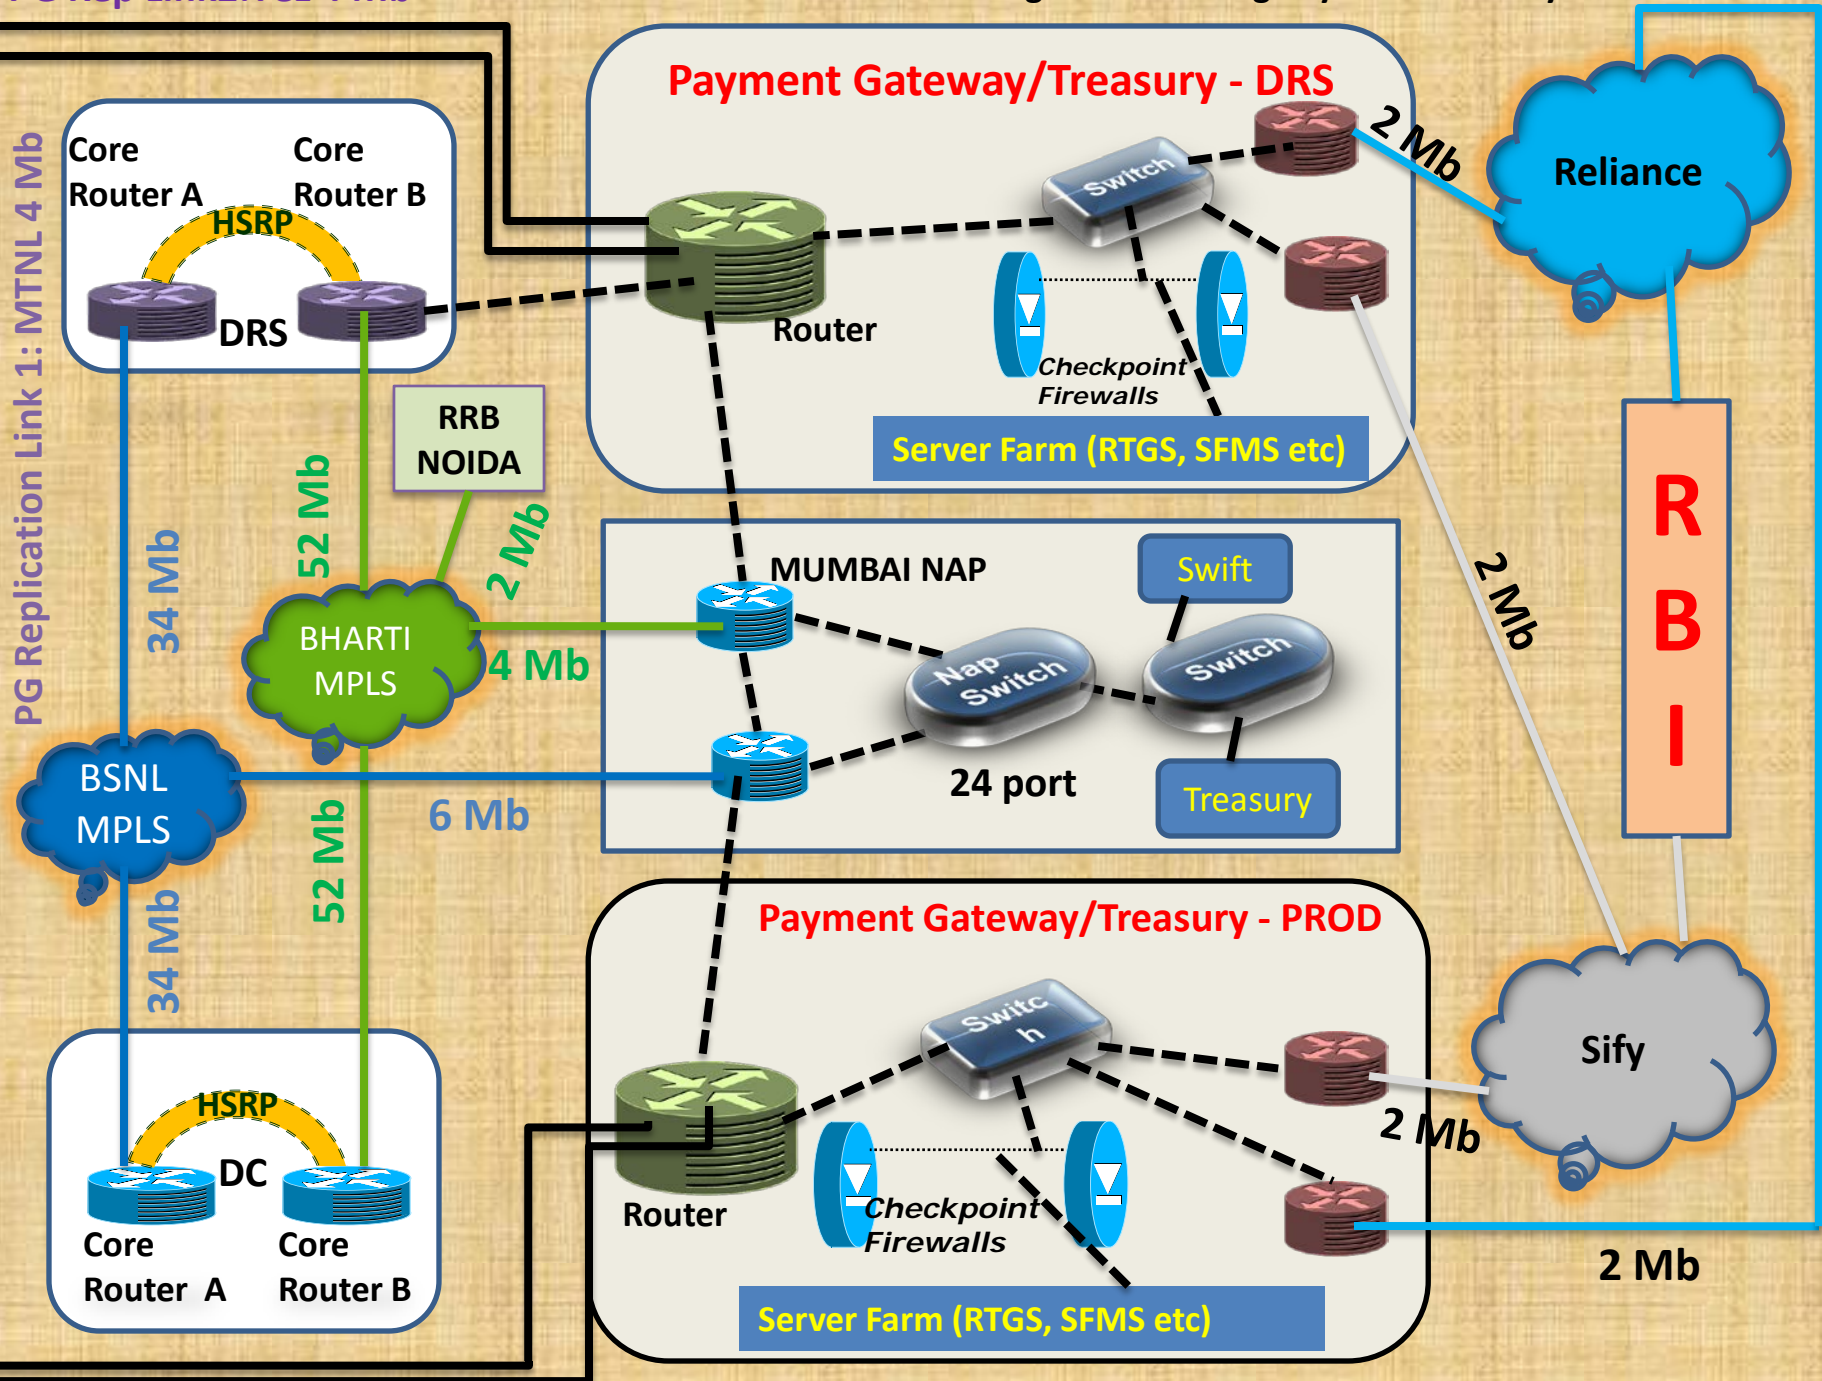 Payment Gateway/Treasury - DRS
Core
Router A
Core
Router B
HSRP
DRS
PG Replication Link 1: MTNL 4 Mb
Switch
Router
Checkpoint
Firewalls
Server Farm (RTGS, SFMS etc)
2 Mb
Reliance
RRB
NOIDA
52 Mb
34 Mb
2 Mb
BHARTI
MPLS
4 Mb
MUMBAI NAP
Swift
Nap
Switch
Switch
24 port
Treasury
2 Mb
R
B
I
BSNL
MPLS
6 Mb
52 Mb
34 Mb
Payment Gateway/Treasury - PROD
Switc
h
Router
Checkpoint
Firewalls
Server Farm (RTGS, SFMS etc)
Sify
2 Mb
2 Mb
HSRP
DC
Core
Router A
Core
Router B